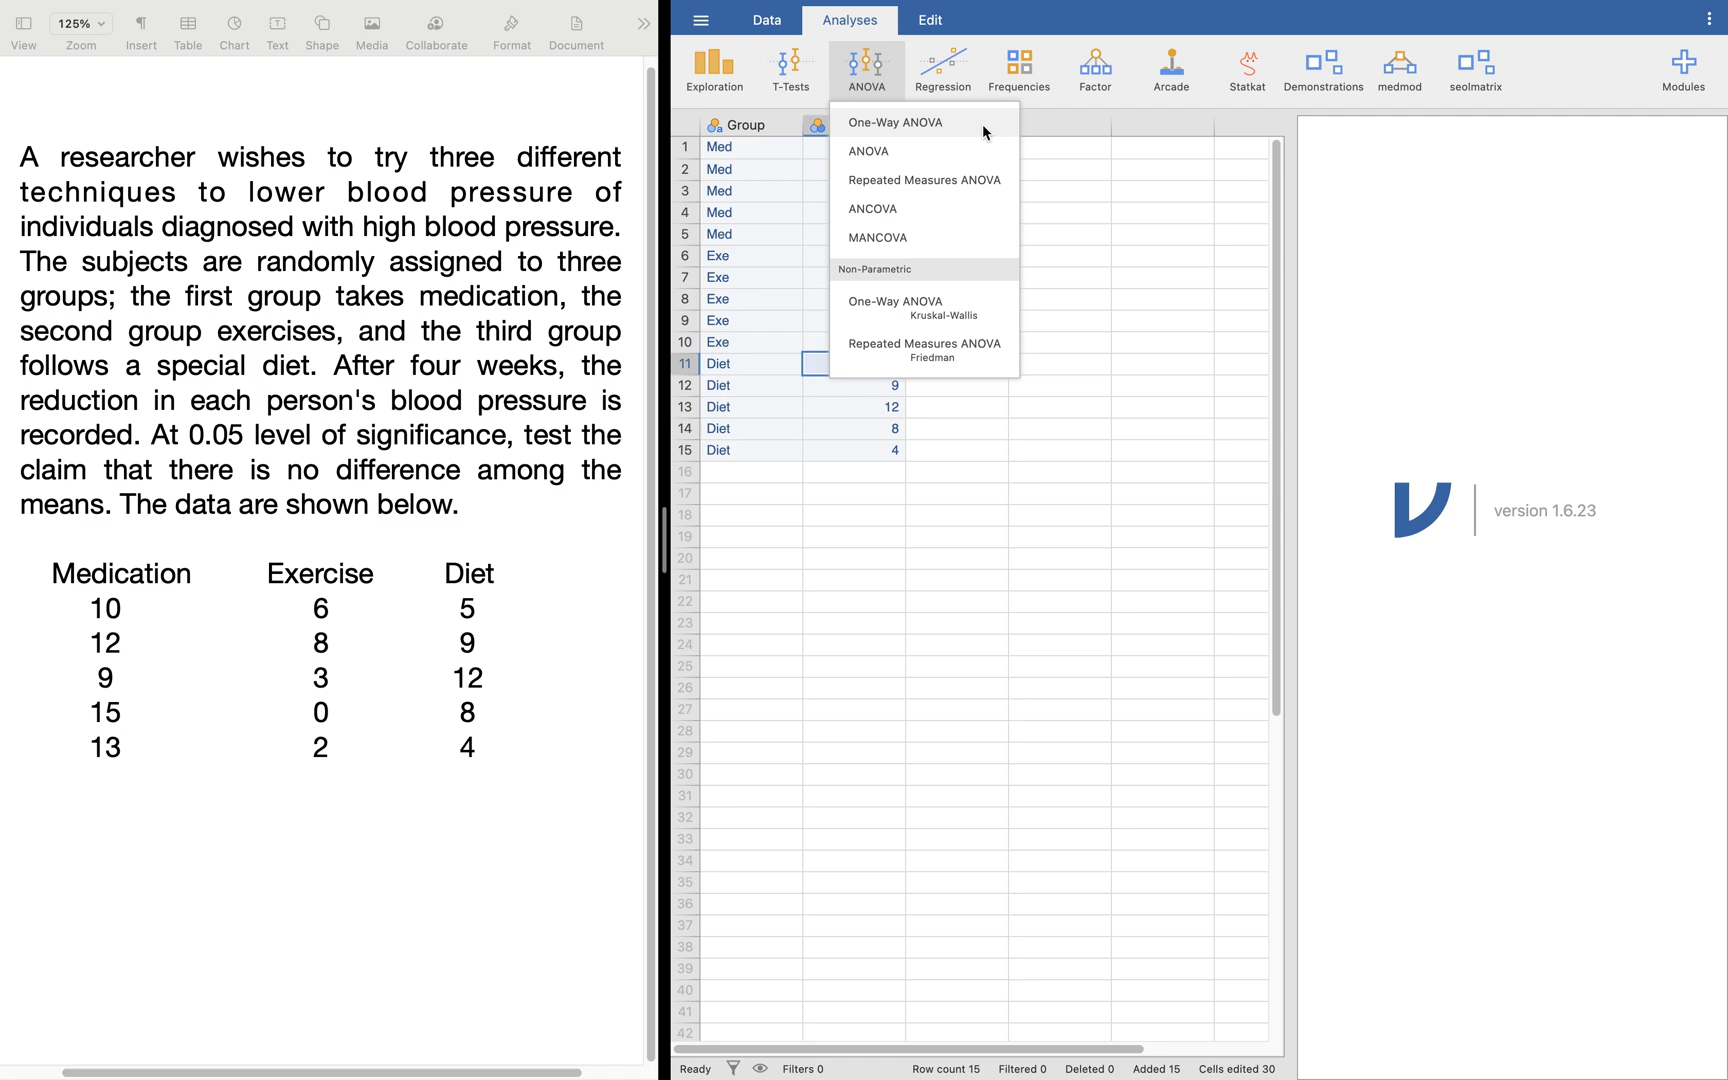 125%
View
Zoom
Insert
Table
Chart
Text
Shape
Media
Collaborate
Format
Document
A researcher wishes to try three different
techniques to lower blood pressure of
individuals diagnosed with high blood pressure.
The subjects are randomly assigned to three
groups; the first group takes medication, the
second group exercises, and the third group
follows a special diet. After four weeks, the
reduction in each person's blood pressure is
recorded. At 0.05 level of significance, test the
claim that there is no difference among the
means. The data are shown below.
Medication Exercise Diet
10 6 5
12 8 9
9 3 12
15 0 8
13 2 4
Data Analyses Edit
Exploration
T-Tests
ANOVA
Regression
Frequencies
Factor
Arcade
Statkat
Demonstrations
medmod
seolmatrix
Modules
One-Way ANOVA
ANOVA
Repeated Measures ANOVA
ANCOVA
MANCOVA
Non-Parametric
One-Way ANOVA
Kruskal-Wallis
Repeated Measures ANOVA
Friedman
Group
1 Med
2 Med
3 Med
4 Med
5 Med
6 Exe
7 Exe
8 Exe
9 Exe
10 Exe
11 Diet
12 Diet 9
13 Diet 12
14 Diet 8
15 Diet 4
16
17
18
19
20
21
22
23
24
25
26
27
28
29
30
31
32
33
34
35
36
37
38
39
40
41
42
version 1.6.23
Ready Filters 0 Row count 15 Filtered 0 Deleted 0 Added 15 Cells edited 30